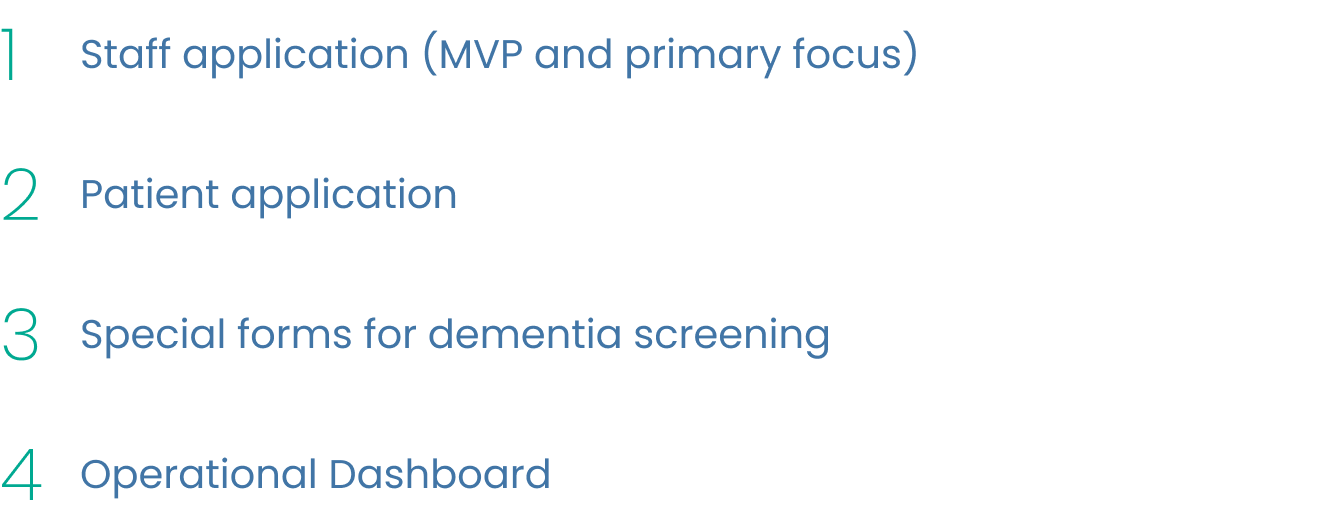 1 Staff application (MVP and primary focus)
2 Patient application
3 Special forms for dementia screening
4 Operational Dashboard